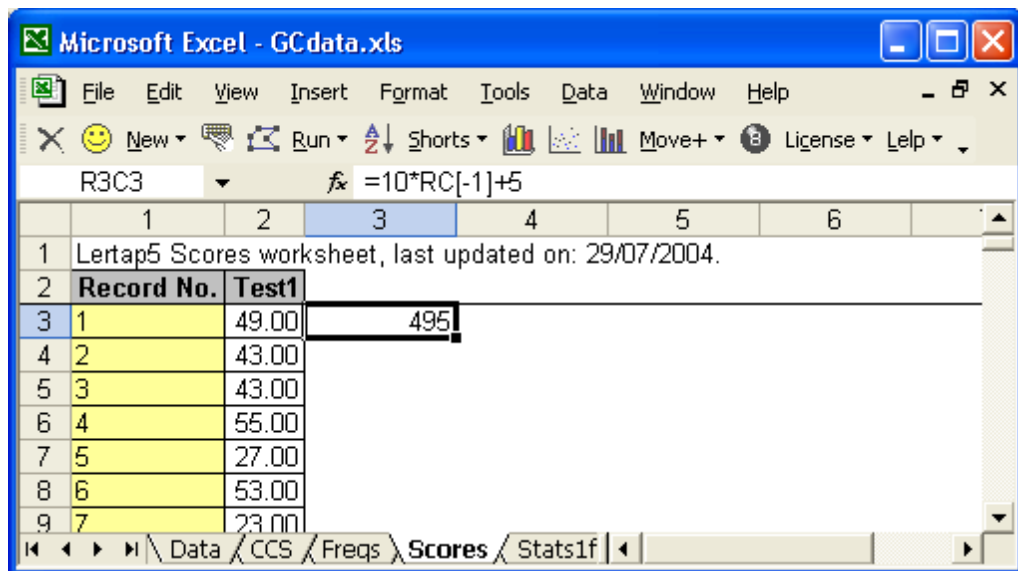 Microsoft Excel - GCdata.xls
File Edit View Insert Format Tools Data Window Help
New Run Shorts Move+ License Lelp
R3C3 fx =10*RC[-1]+5
1 2 3 4 5 6
1 Lertap5 Scores worksheet, last updated on: 29/07/2004.
2 Record No. Test1
3 1 49.00 495
4 2 43.00
5 3 43.00
6 4 55.00
7 5 27.00
8 6 53.00
9 7 23.00
Data CCS Freqs Scores Stats1f